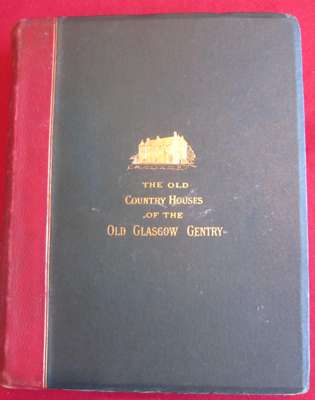 THE OLD
COUNTRY HOUSES
OF THE
OLD GLASGOW GENTRY